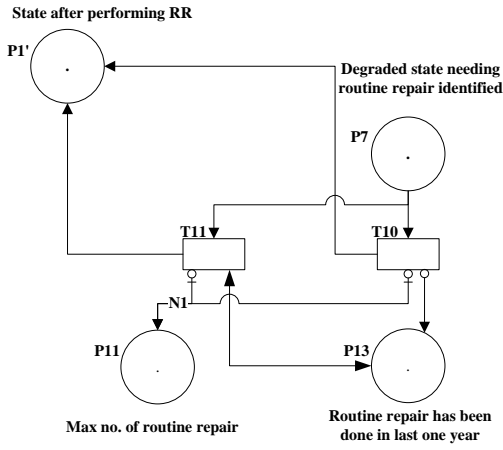 State after performing RR
P1'
Degraded state needing
routine repair identified
P7
T11
T10
N1
P11
P13
Max no. of routine repair
Routine repair has been
done in last one year